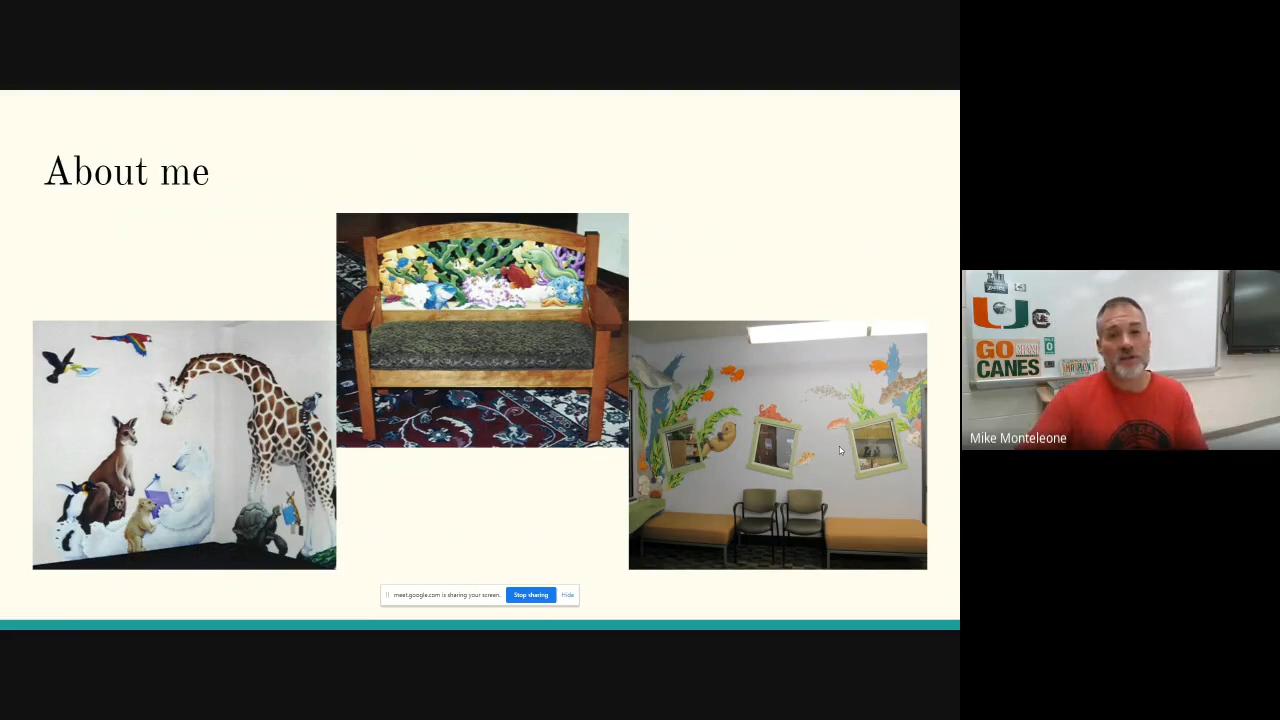 About me
meet.google.com is sharing your screen.
Stop sharing
Hide
GO
CANES
Mike Monteleone